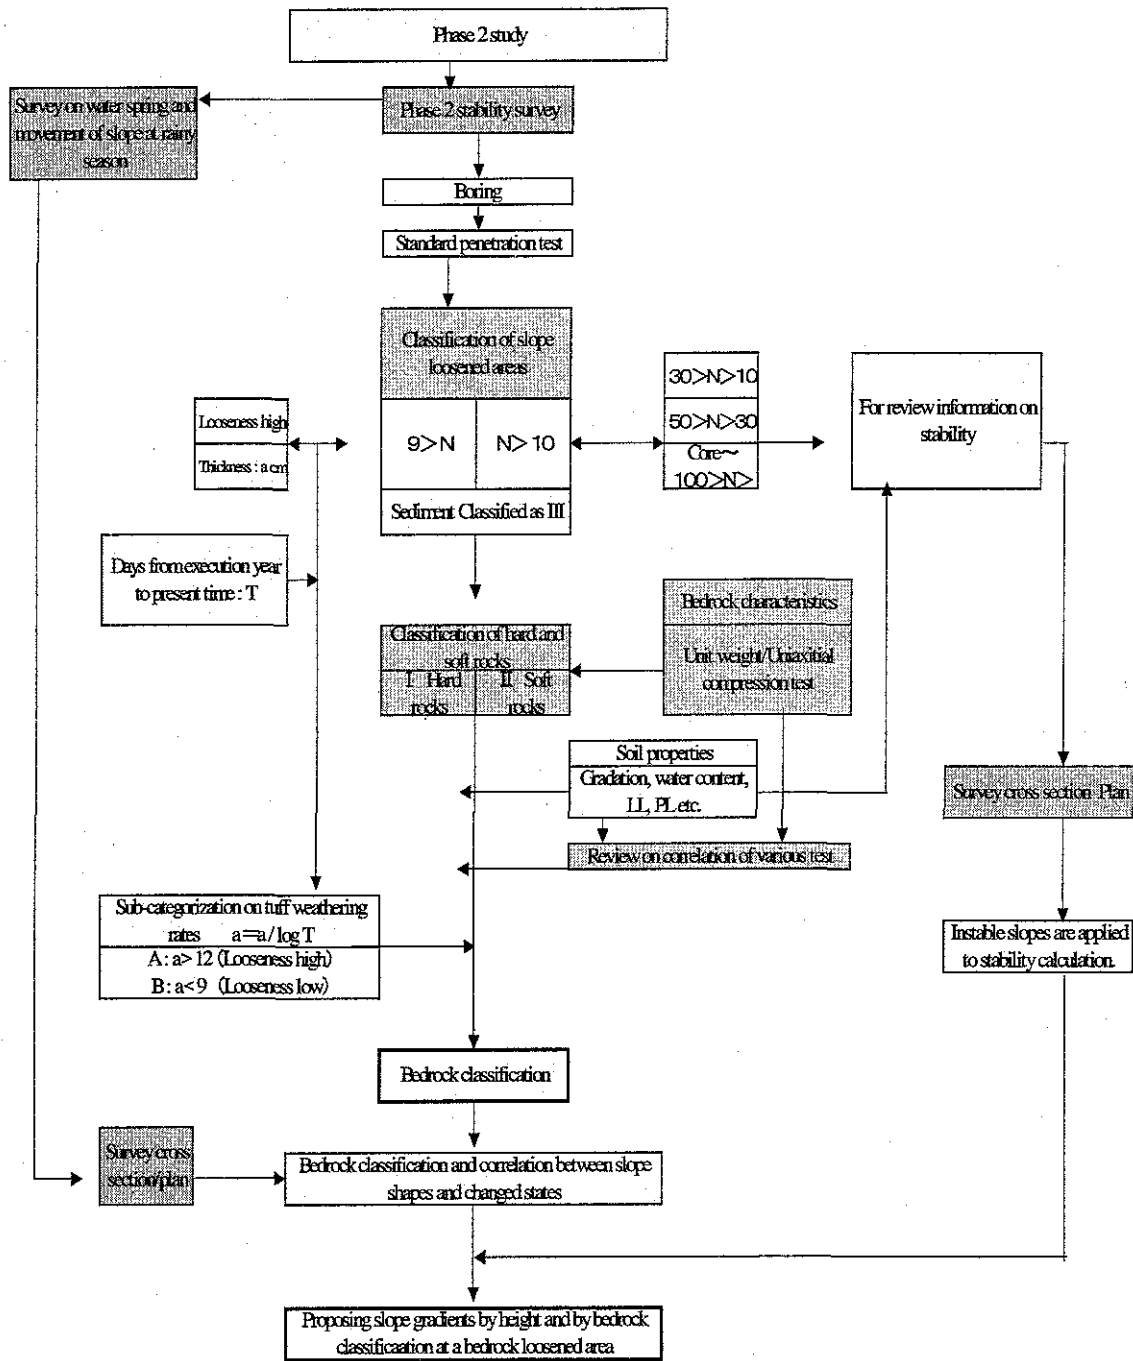 Phase 2 study
Survey on water spring and
movement of slope at rainy
season
Phase 2 stability survey
Boring
Standard penetration test
Classification of slope
loosened areas
30>N>10
50>N>30
Core~
100>N>
For review information on
stability
Looseness high
Thickness : a cm
9>N
N>10
Sediment Classified as III
Days from execution year
to present time : T
Bedrock characteristics
Unit weight/Uniaxitial
compression test
Classification of hard and
soft rocks
I Hard
rocks
II Soft
rocks
Soil properties
Gradation, water content,
LL, PL etc.
Survey cross section Plan
Review on correlation of various test
Sub-categorization on tuff weathering
rates a=a/log T
A : a>12 (Looseness high)
B : a<9 (Looseness low)
Instable slopes are applied
to stability calculation.
Bedrock classification
Survey cross
section/plan
Bedrock classification and correlation between slope
shapes and changed states
Proposing slope gradients by height and by bedrock
classificaation at a bedrock loosened area